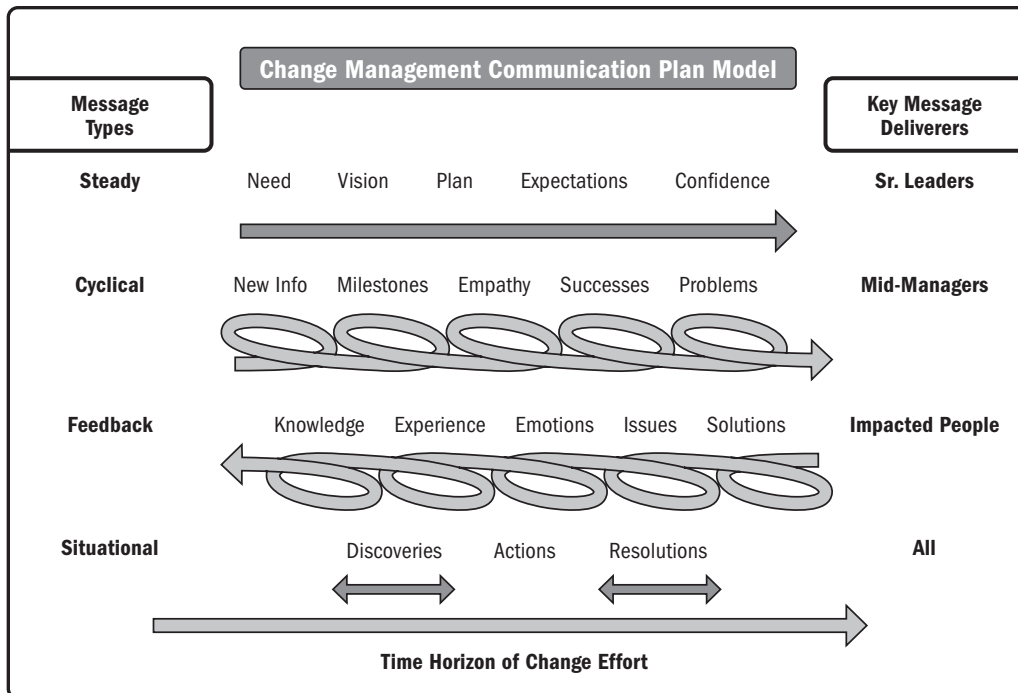 Change Management Communication Plan Model
Message
Types
Key Message
Deliverers
Steady Need Vision Plan Expectations Confidence Sr. Leaders
Cyclical New Info Milestones Empathy Successes Problems Mid-Managers
Feedback Knowledge Experience Emotions Issues Solutions Impacted People
Situational Discoveries Actions Resolutions All
Time Horizon of Change Effort